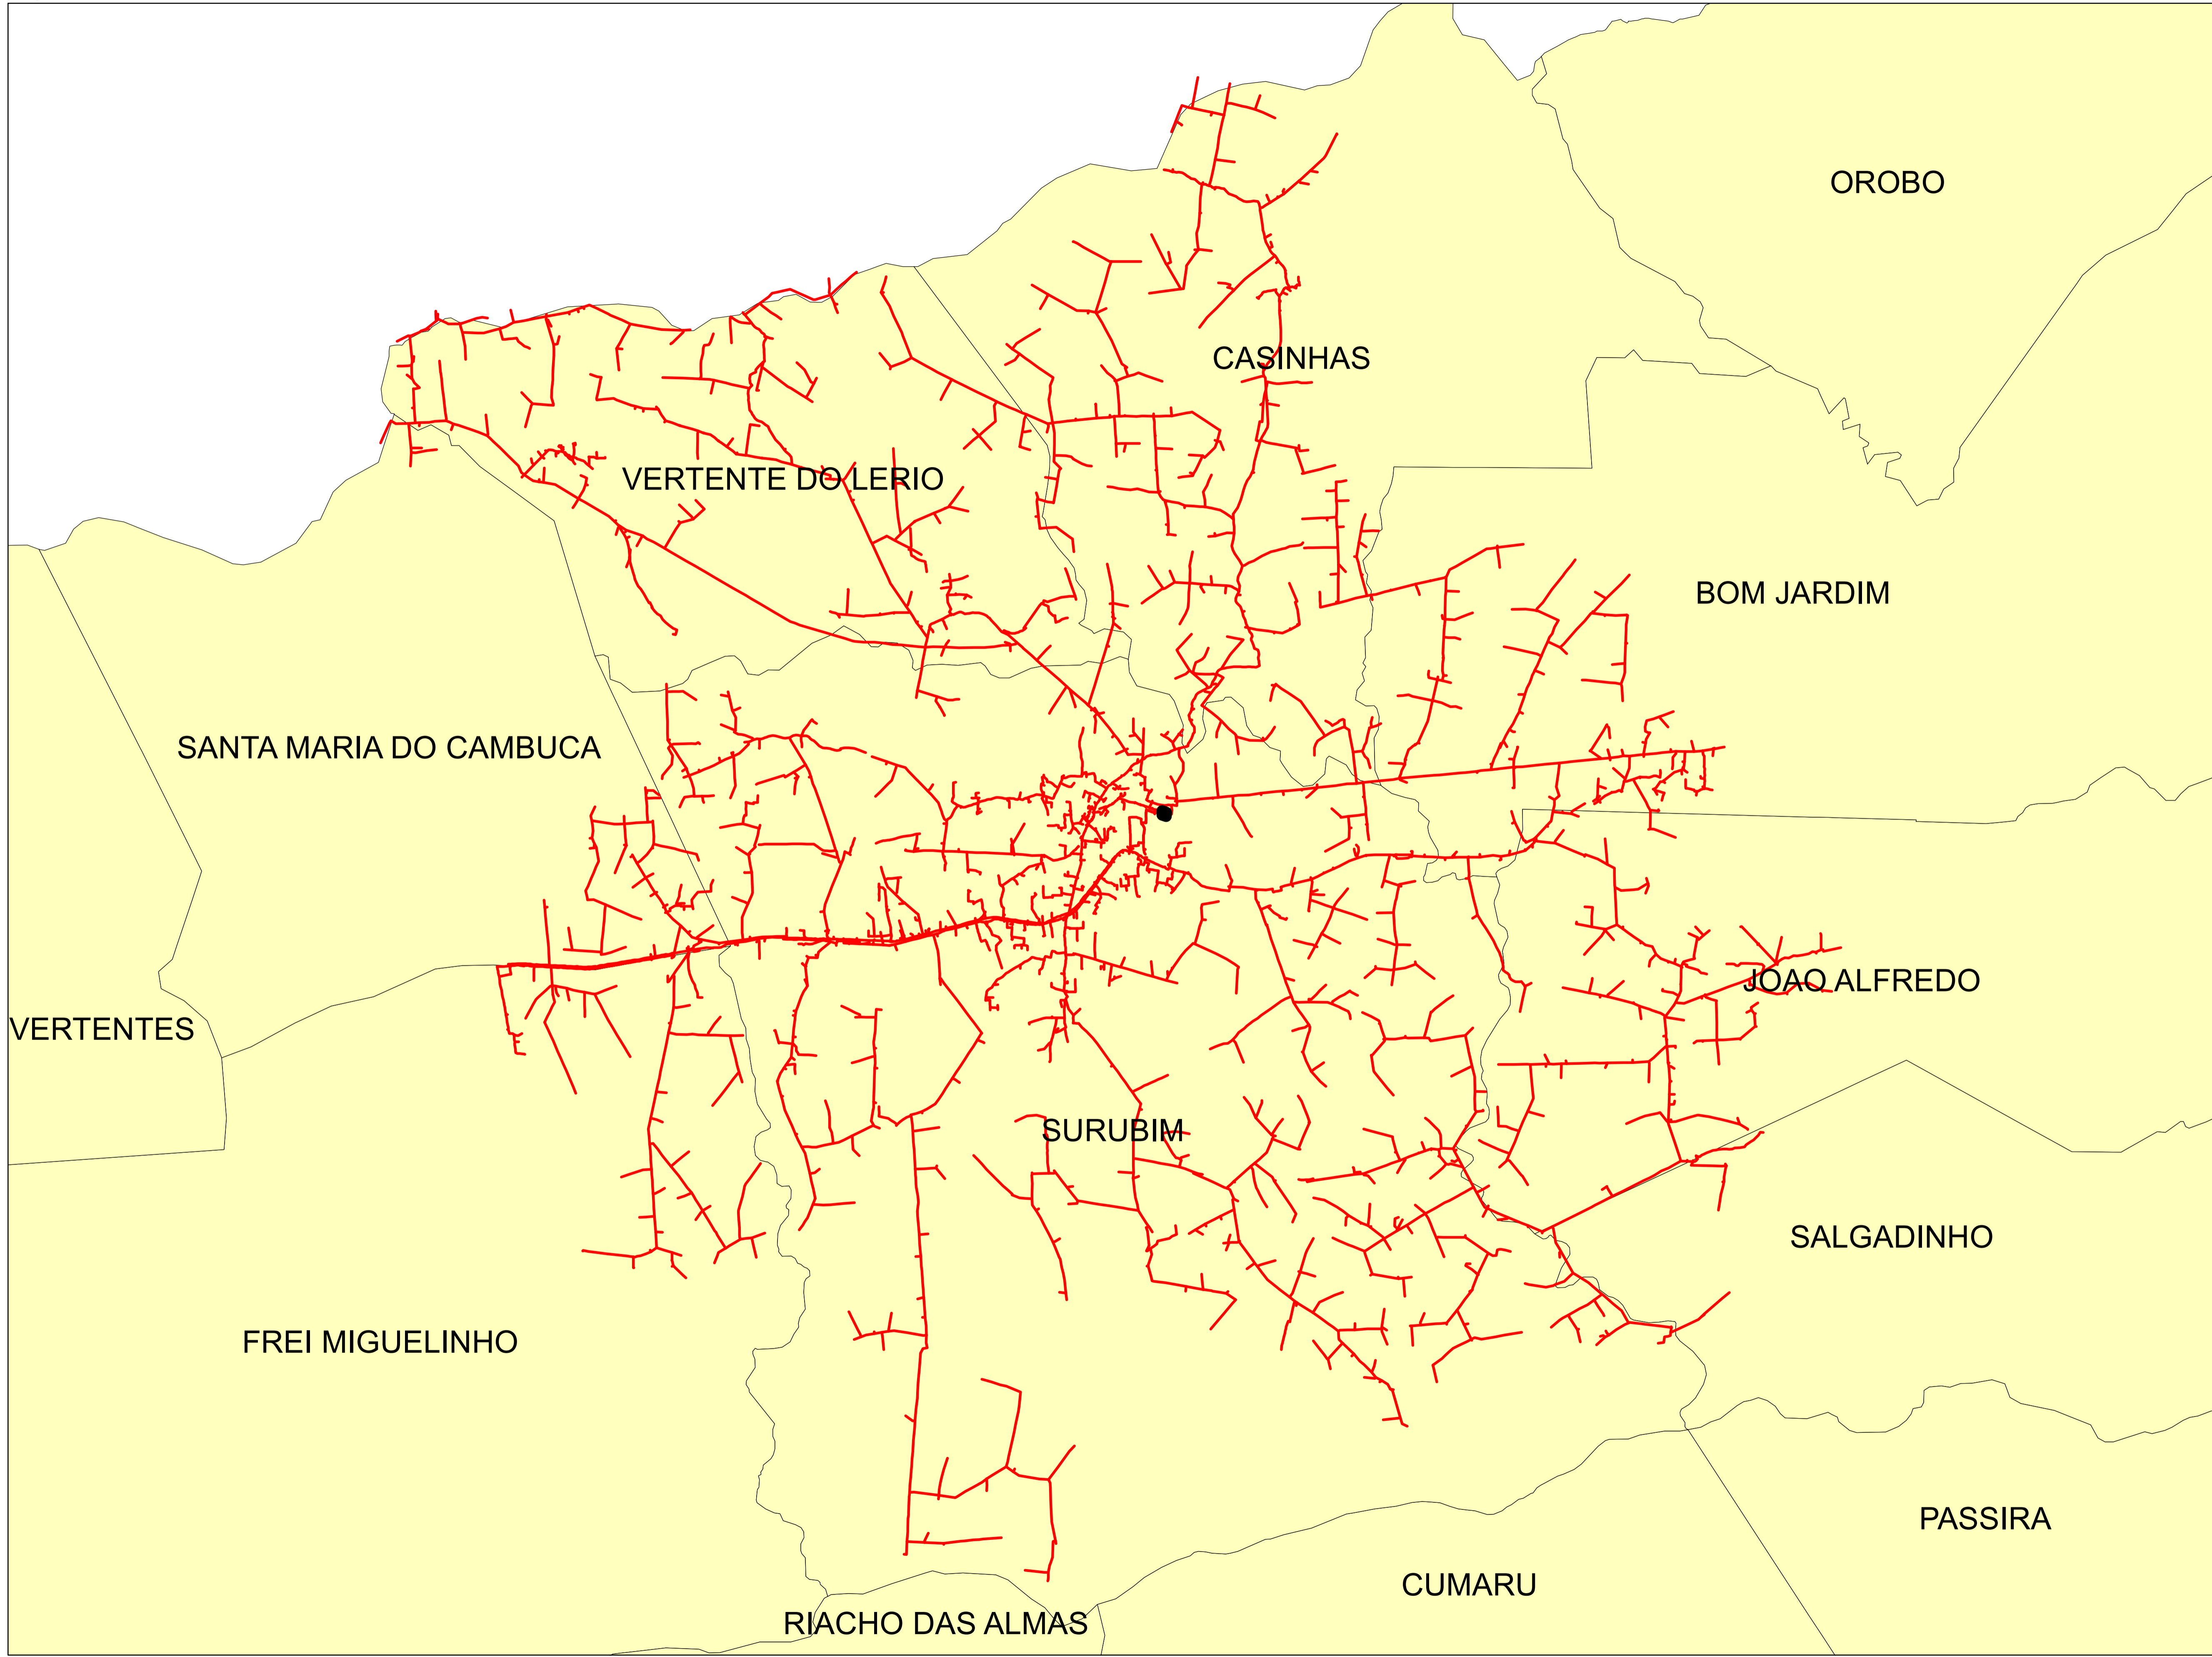 OROBO
CASINHAS
VERTENTE DO LERIO
BOM JARDIM
SANTA MARIA DO CAMBUCA
JOAO ALFREDO
VERTENTES
SURUBIM
SALGADINHO
FREI MIGUELINHO
PASSIRA
CUMARU
RIACHO DAS ALMAS